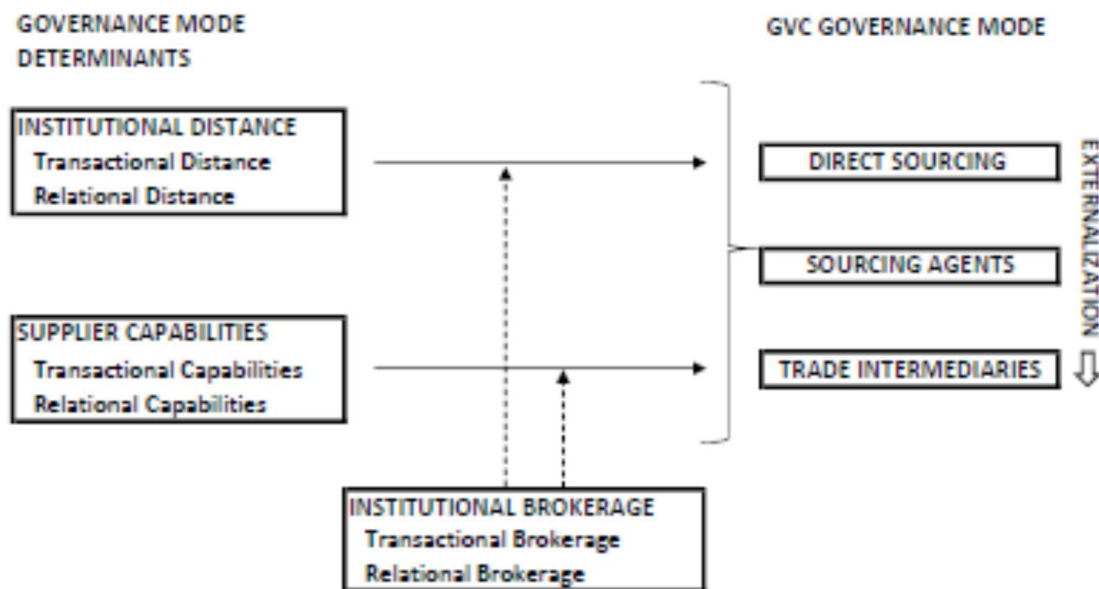 GOVERNANCE MODE
DETERMINANTS
GVC GOVERNANCE MODE
INSTITUTIONAL DISTANCE
Transactional Distance
Relational Distance
DIRECT SOURCING
SOURCING AGENTS
EXTERNALIZATION
SUPPLIER CAPABILITIES
Transactional Capabilities
Relational Capabilities
TRADE INTERMEDIARIES
INSTITUTIONAL BROKERAGE
Transactional Brokerage
Relational Brokerage